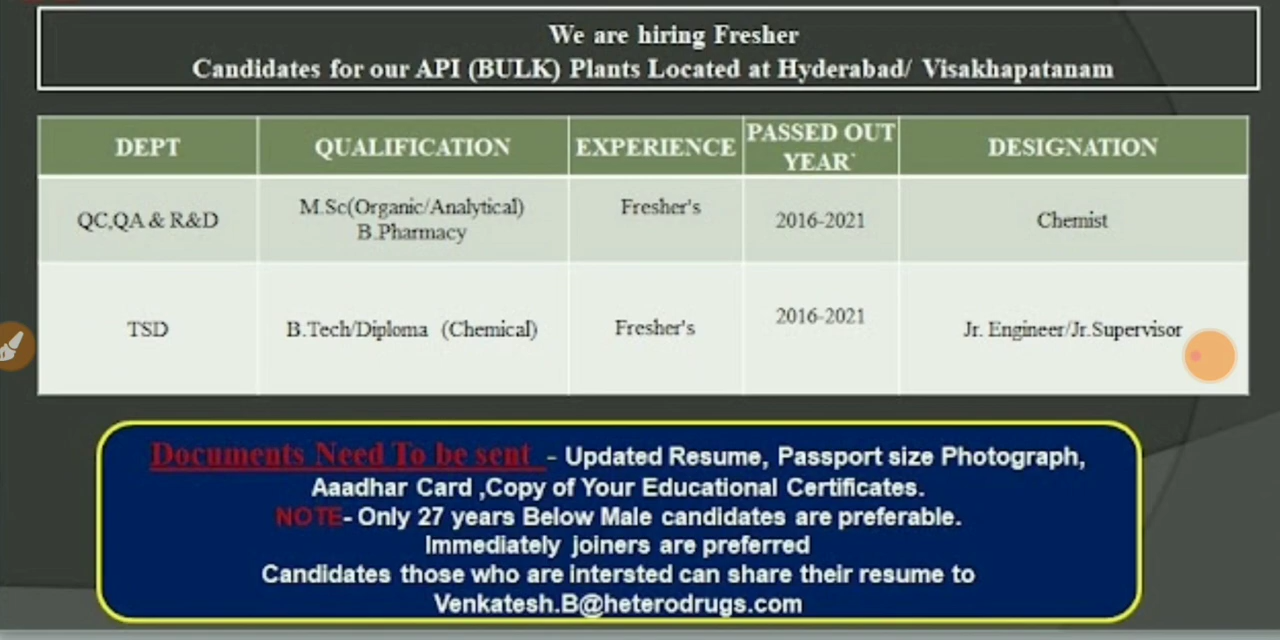 We are hiring Fresher
Candidates for our API (BULK) Plants Located at Hyderabad/ Visakhapatanam
DEPT QUALIFICATION EXPERIENCE PASSED OUT YEAR* DESIGNATION
QC,QA & R&D M.Sc(Organic/Analytical) B.Pharmacy Fresher's 2016-2021 Chemist
TSD B.Tech/Diploma (Chemical) Fresher's 2016-2021 Jr. Engineer/Jr.Supervisor
Documents Need To be sent - Updated Resume, Passport size Photograph,
Aaadhar Card ,Copy of Your Educational Certificates.
NOTE- Only 27 years Below Male candidates are preferable.
Immediately joiners are preferred
Candidates those who are intersted can share their resume to
Venkatesh.B@heterodrugs.com